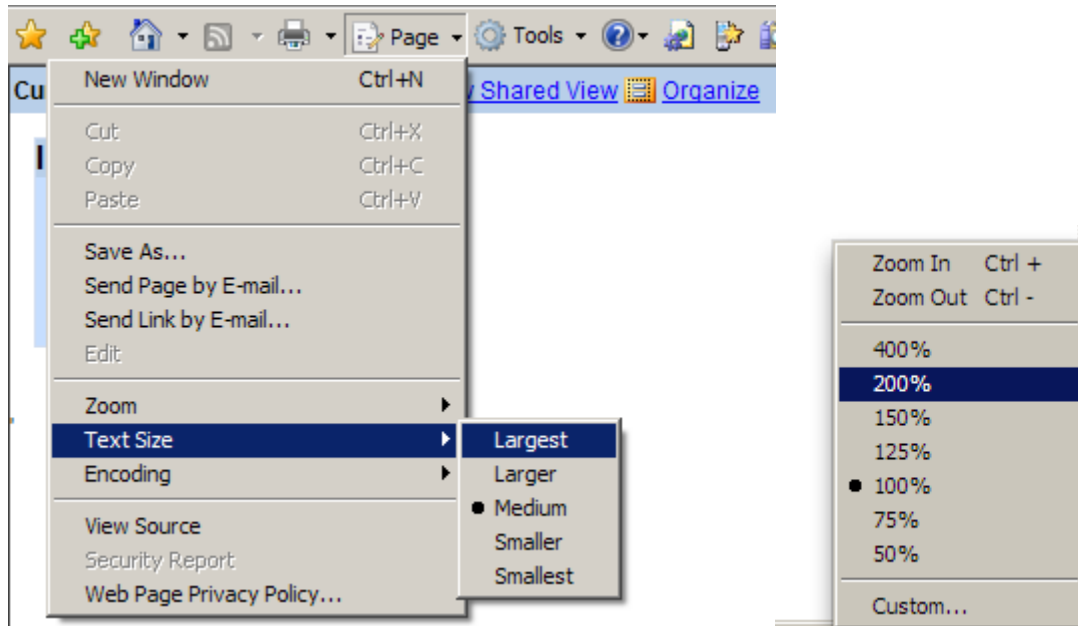 Page Tools
Cu Shared View Organize
I
New Window Ctrl+N
Cut Ctrl+X
Copy Ctrl+C
Paste Ctrl+V
Save As...
Send Page by E-mail...
Send Link by E-mail...
Edit
Zoom
Text Size
Encoding
View Source
Security Report
Web Page Privacy Policy...
Largest
Larger
Medium
Smaller
Smallest
Zoom In Ctrl +
Zoom Out Ctrl -
400%
200%
150%
125%
100%
75%
50%
Custom...